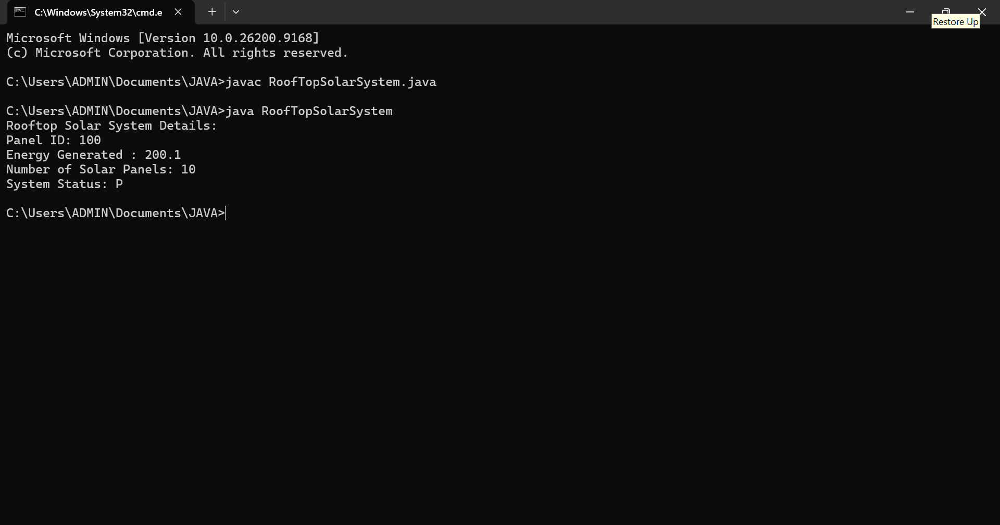 C:\Windows\System32\cmd.e
Restore Up
Microsoft Windows [Version 10.0.26200.9168]
(c) Microsoft Corporation. All rights reserved.
C:\Users\ADMIN\Documents\JAVA>javac RoofTopSolarSystem.java
C:\Users\ADMIN\Documents\JAVA>java RoofTopSolarSystem
Rooftop Solar System Details:
Panel ID: 100
Energy Generated : 200.1
Number of Solar Panels: 10
System Status: P
C:\Users\ADMIN\Documents\JAVA>